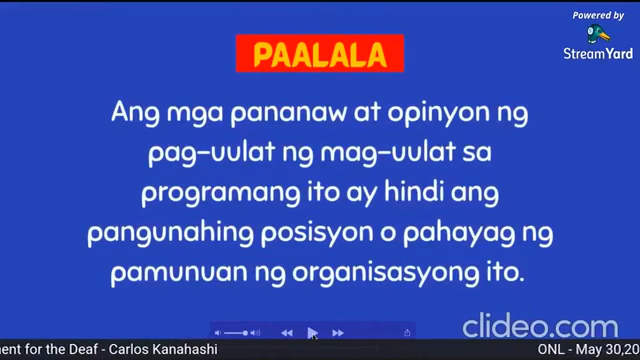 Powered by
StreamYard
PAALALA
Ang mga pananaw at opinyon ng
pag-uulat ng mag-uulat sa
programang ito ay hindi ang
pangunahing posisyon o pahayag ng
pamunuan ng organisasyong ito.
clideo.com
for the Deaf - Carlos Kanahashi
ONL - May 30,